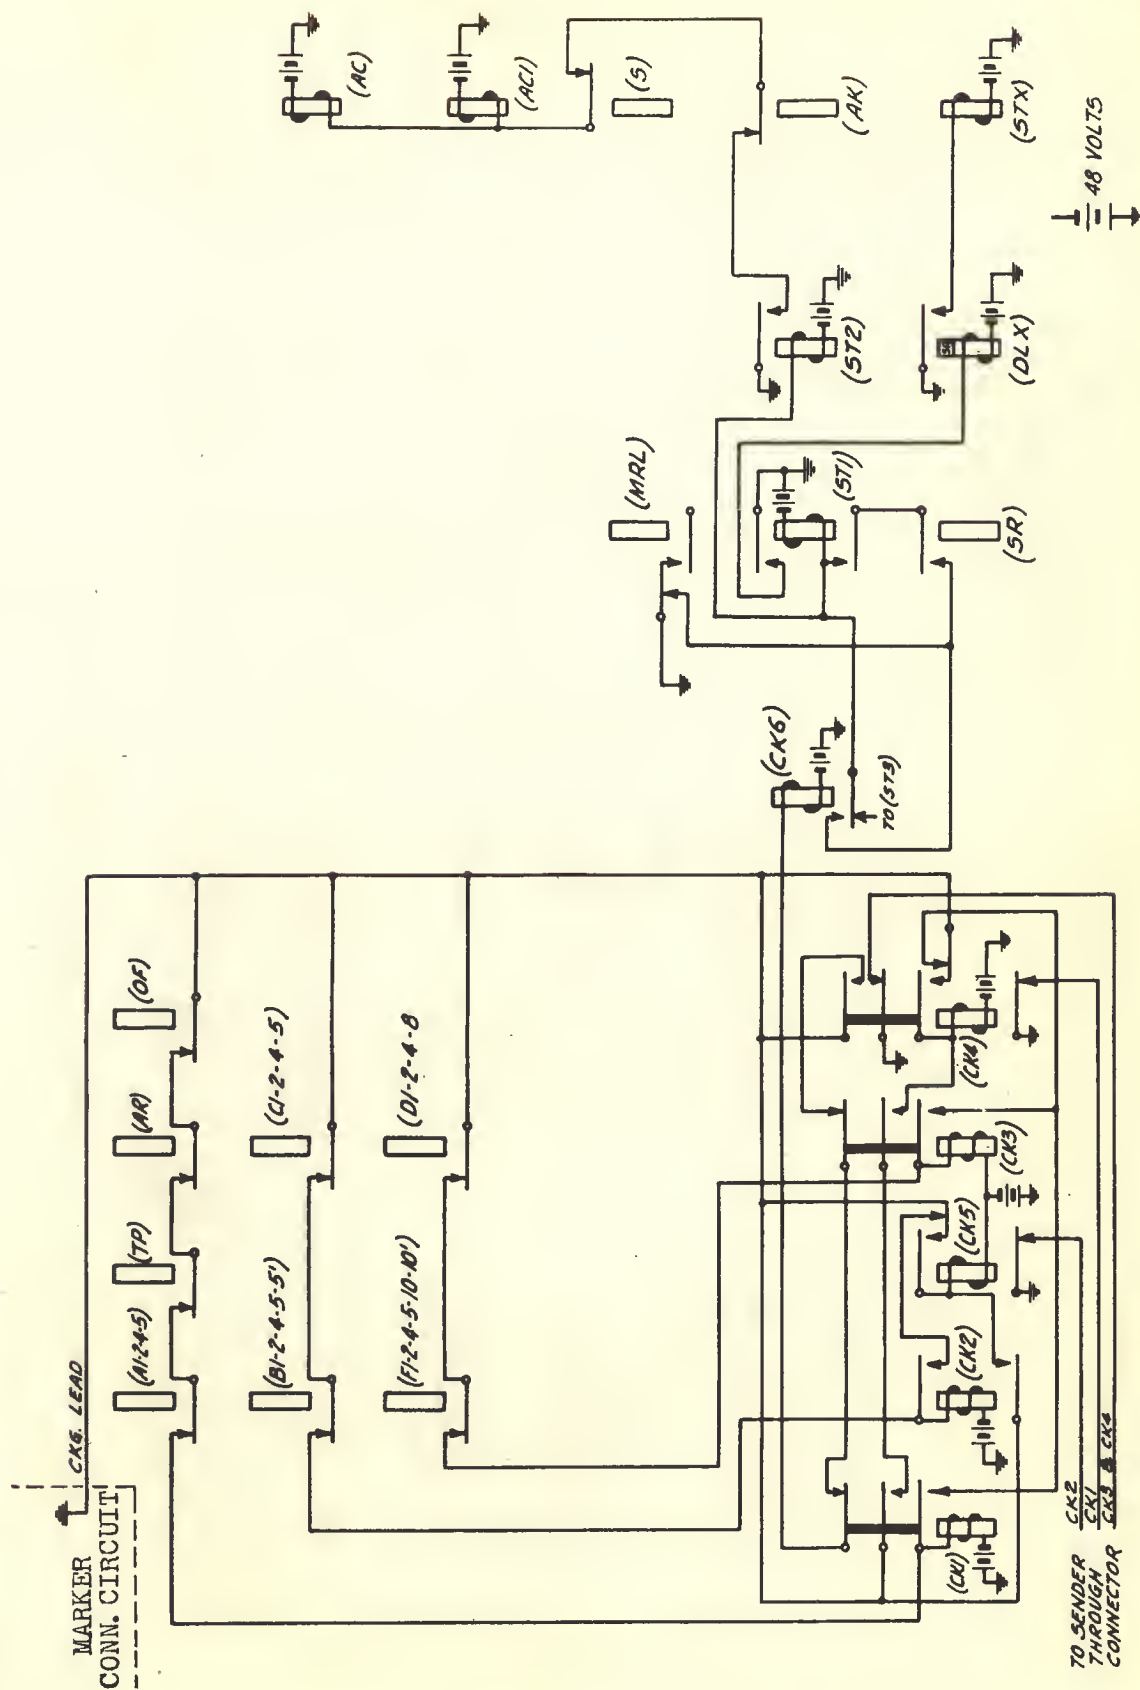 MARKER
CONN. CIRCUIT
CKG. LEAD
(A1-2-4-5)
(TP)
(AR)
(OF)
(B1-2-4-5-5')
(C1-2-4-5)
(F1-2-4-5-10-10')
(D1-2-4-8
(CK1)
(CK2)
(CK5)
(CK3)
(CK4)
(CK6)
TO (ST3)
(MRL)
(ST1)
(SR)
(ST2)
(DLX)
(AC)
(AC1)
(S)
(AK)
(STX)
48 VOLTS
TO SENDER
THROUGH
CONNECTOR
CK2
CK1
CK3 & CK4